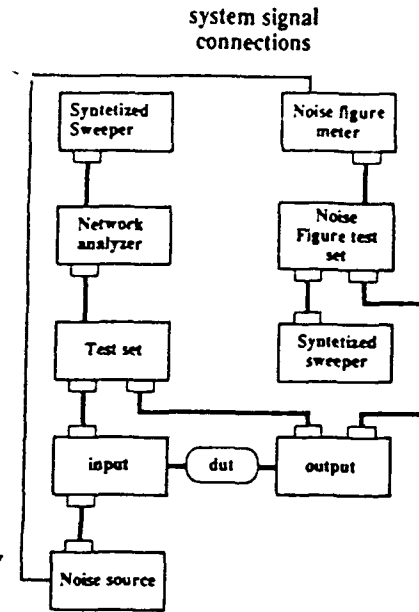 system signal
connections
Syntetized
Sweeper
Noise figure
meter
Network
analyzer
Noise
Figure test
set
Test set
Syntetized
sweeper
input
dut
output
Noise source